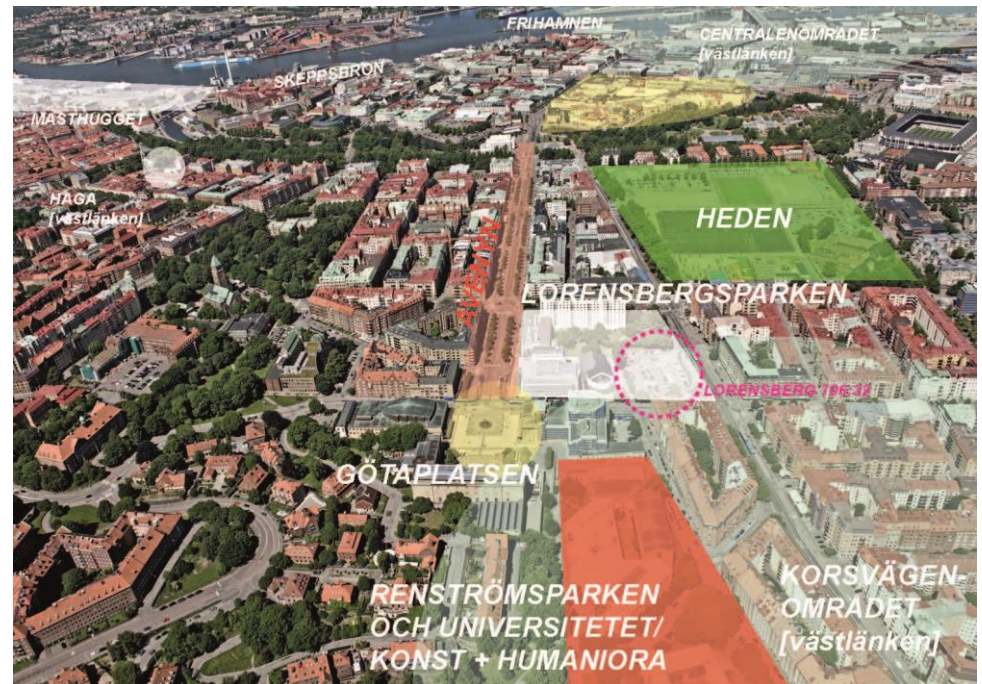 FRIHAMNEN
CENTRALENOMRÅDET
[västlänken]
SKEPPSBRON
MASTHUGGET
HAGA
[västlänken]
HEDEN
AVENYN
LORENSBERGSPARKEN
LORENSBERG 706:32
GÖTAPLATSEN
RENSTRÖMSPARKEN
OCH UNIVERSITETET/
KONST + HUMANIORA
KORSVÄGEN-
OMRÅDET
[västlänken]